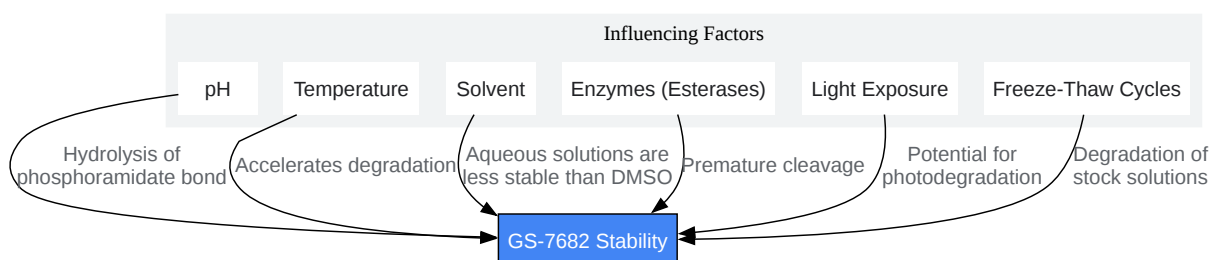 Influencing Factors
pH
Temperature
Solvent
Enzymes (Esterases)
Light Exposure
Freeze-Thaw Cycles
Hydrolysis of
phosphoramidate bond
Accelerates degradation
Aqueous solutions are
less stable than DMSO
Premature cleavage
Potential for
photodegradation
Degradation of
stock solutions
GS-7682 Stability